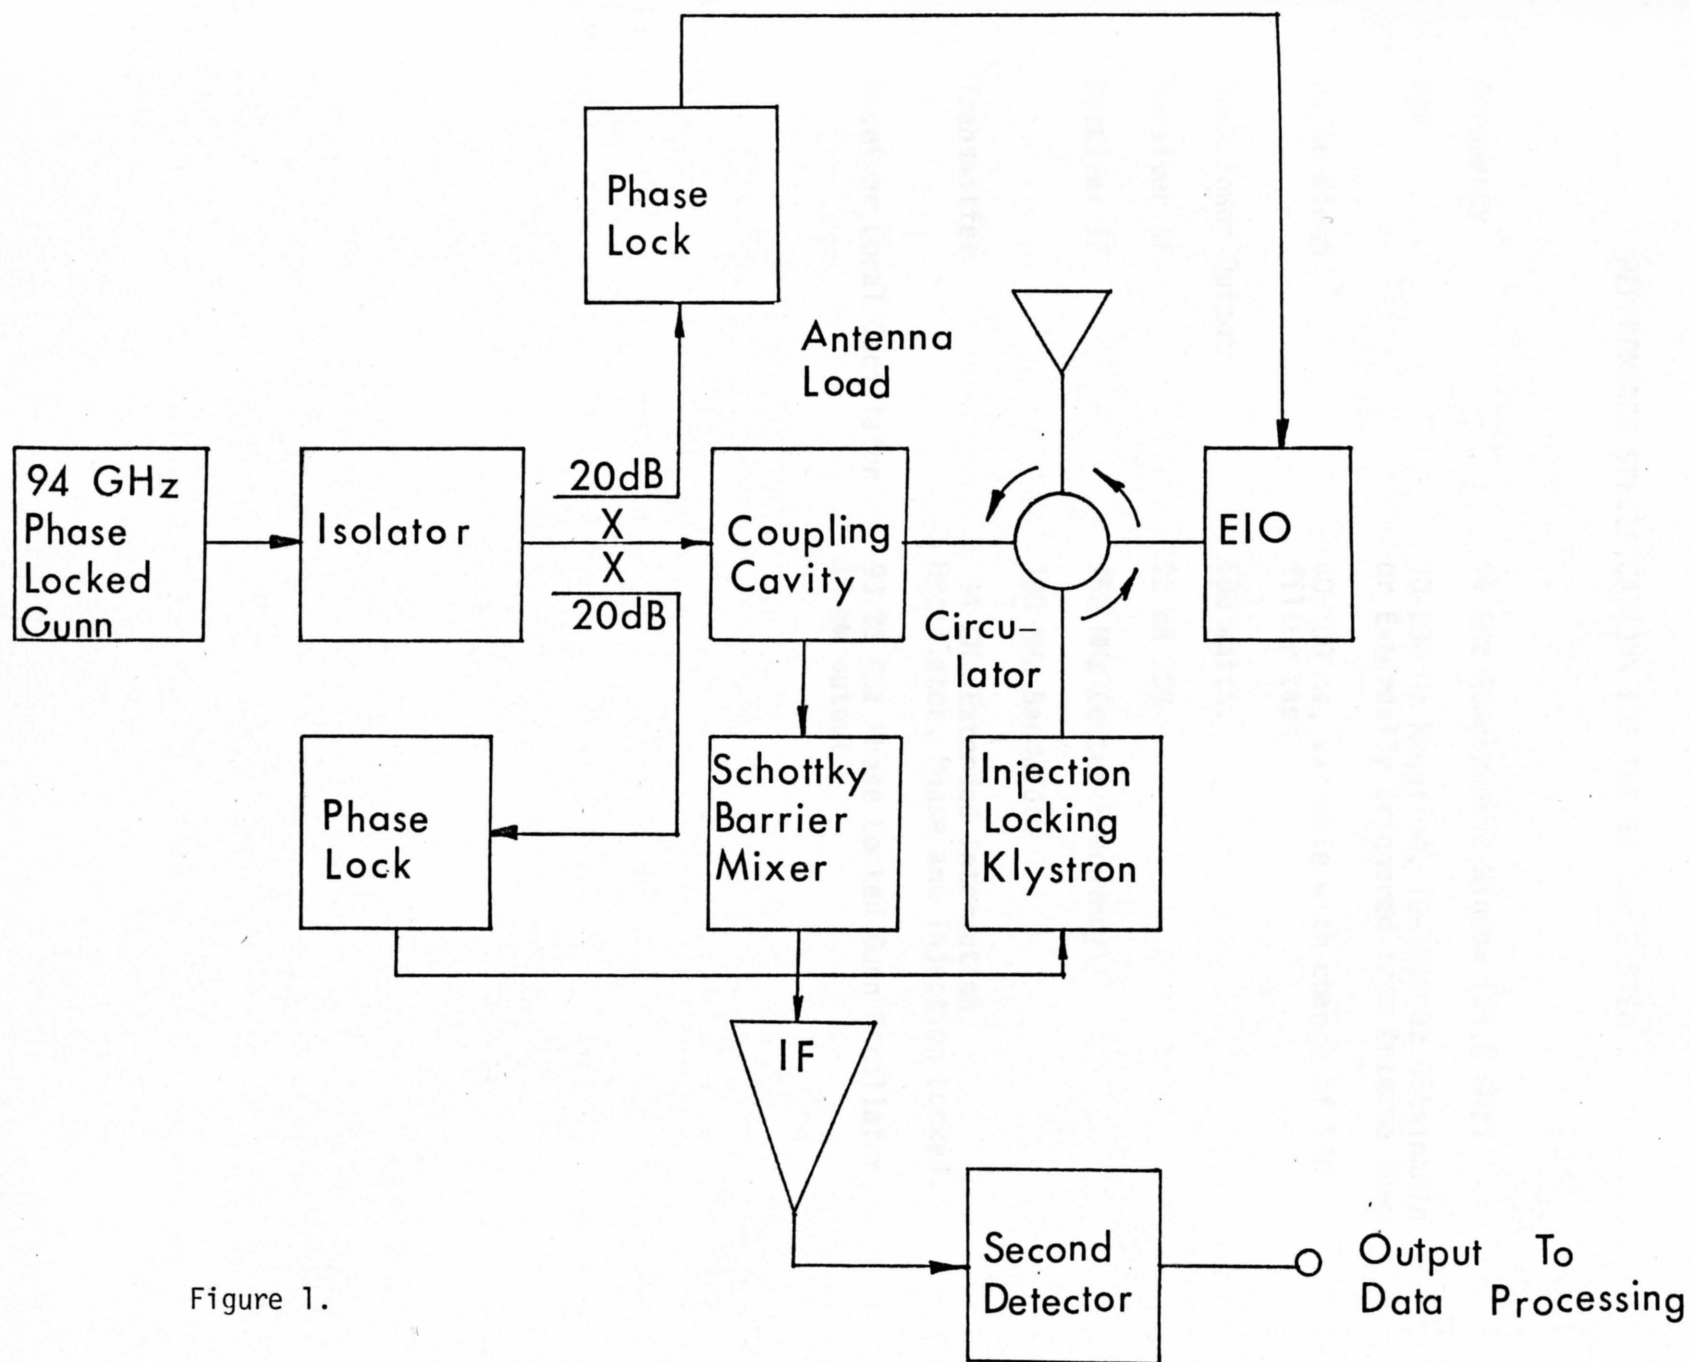 Phase
Lock
Antenna
Load
94 GHz
Phase
Locked
Gunn
Isolator
20dB
X
X
20dB
Coupling
Cavity
EIO
Circu-
lator
Phase
Lock
Schottky
Barrier
Mixer
Injection
Locking
Klystron
IF
Second
Detector
Output To
Data Processing
Figure 1.